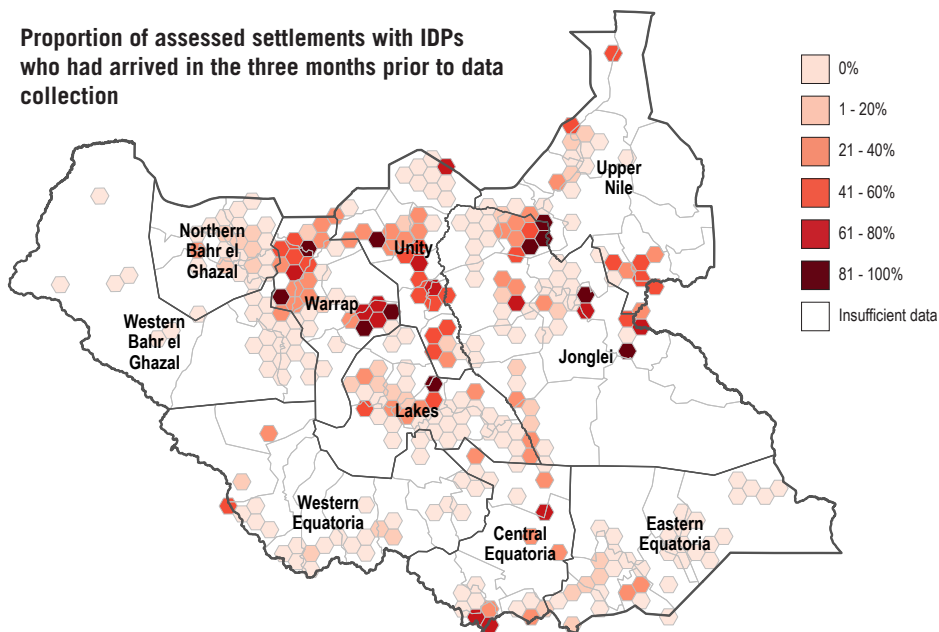 Proportion of assessed settlements with IDPs
who had arrived in the three months prior to data
collection
0%
1 - 20%
21 - 40%
41 - 60%
61 - 80%
81 - 100%
Insufficient data
Upper
Nile
Northern
Bahr el
Ghazal
Unity
Warrap
Western
Bahr el
Ghazal
Jonglei
Lakes
Western
Equatoria
Central
Equatoria
Eastern
Equatoria